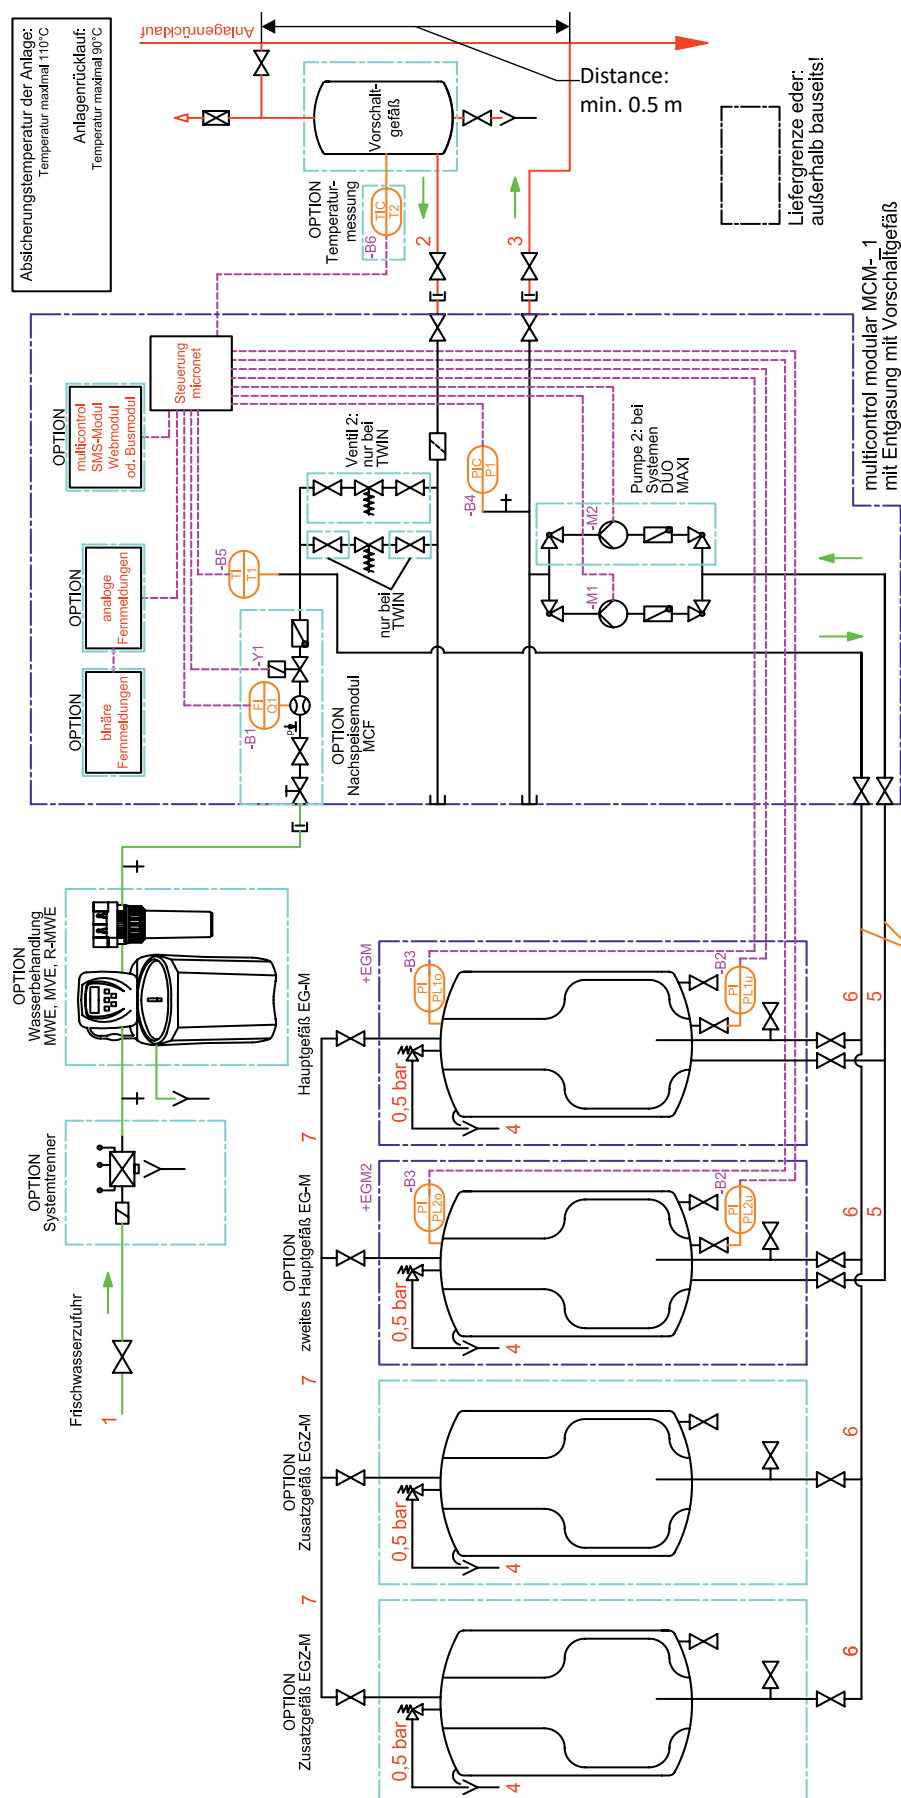 Absicherungstemperatur der Anlage:
Temperatur maximal 110°C
Anlagenrücklauf:
Temperatur maximal 90°C
Anlagenrücklauf
Distance:
min. 0.5 m
Vorschalt-
gefäß
OPTION
Temperatur-
messung
TIC
T2
-B6
2
3
Liefergrenze eder:
außerhalb bauseits!
multicontrol modular MCM-_1
mit Entgasung mit Vorschaltgefäß
OPTION
multicontrol
SMS-Modul
Webmodul
od. Busmodul
Steuerung
micronet
OPTION
analoge
Fernmeldungen
OPTION
binäre
Fernmeldungen
Ventil 2:
nur bei
TWIN
nur bei
TWIN
-B5
TI
T1
-B4
PIC
P1
Pumpe 2: bei
Systemen
DUO
MAXI
-M2
-M1
-Y1
-B1
FI
Q1
OPTION
Nachspeisemodul
MCF
OPTION
Wasserbehandlung
MWE, MVE, R-MWE
OPTION
Systemtrenner
Frischwasserzufuhr
1
Hauptgefäß EG-M
+EGM
-B3
PI
PL1o
-B2
PI
PL1u
0,5 bar
4
7
6
5
OPTION
zweites Hauptgefäß EG-M
+EGM2
-B3
PI
PL2o
-B2
PI
PL2u
0,5 bar
4
7
6
5
OPTION
Zusatzgefäß EGZ-M
0,5 bar
4
7
6
OPTION
Zusatzgefäß EGZ-M
0,5 bar
4
6